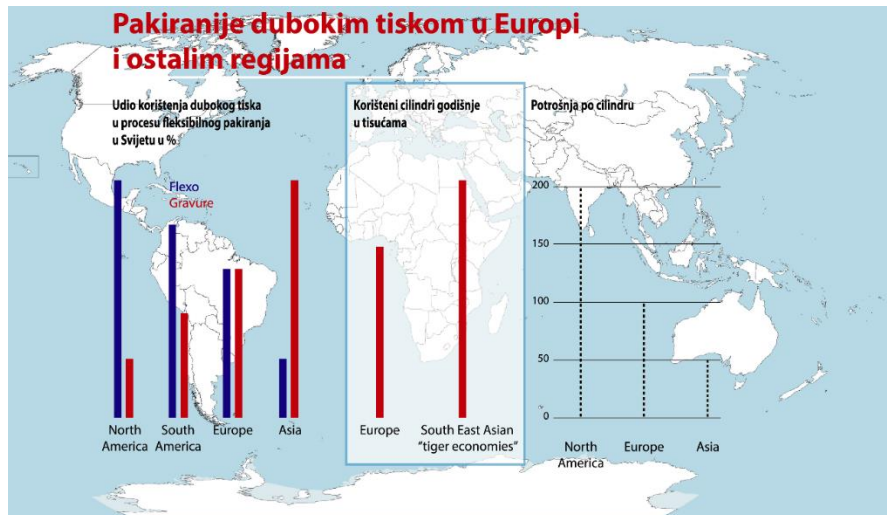 Pakiranije dubokim tiskom u Europi
i ostalim regijama
Udio korištenja dubokog tiska
u procesu fleksibilnog pakiranja
u Svijetu u %
Flexo
Gravure
North
America
South
America
Europe
Asia
Korišteni cilindri godišnje
u tisućama
Europe
South East Asian
"tiger economies"
Potrošnja po cilindru
200
150
100
50
0
North
America
Europe
Asia